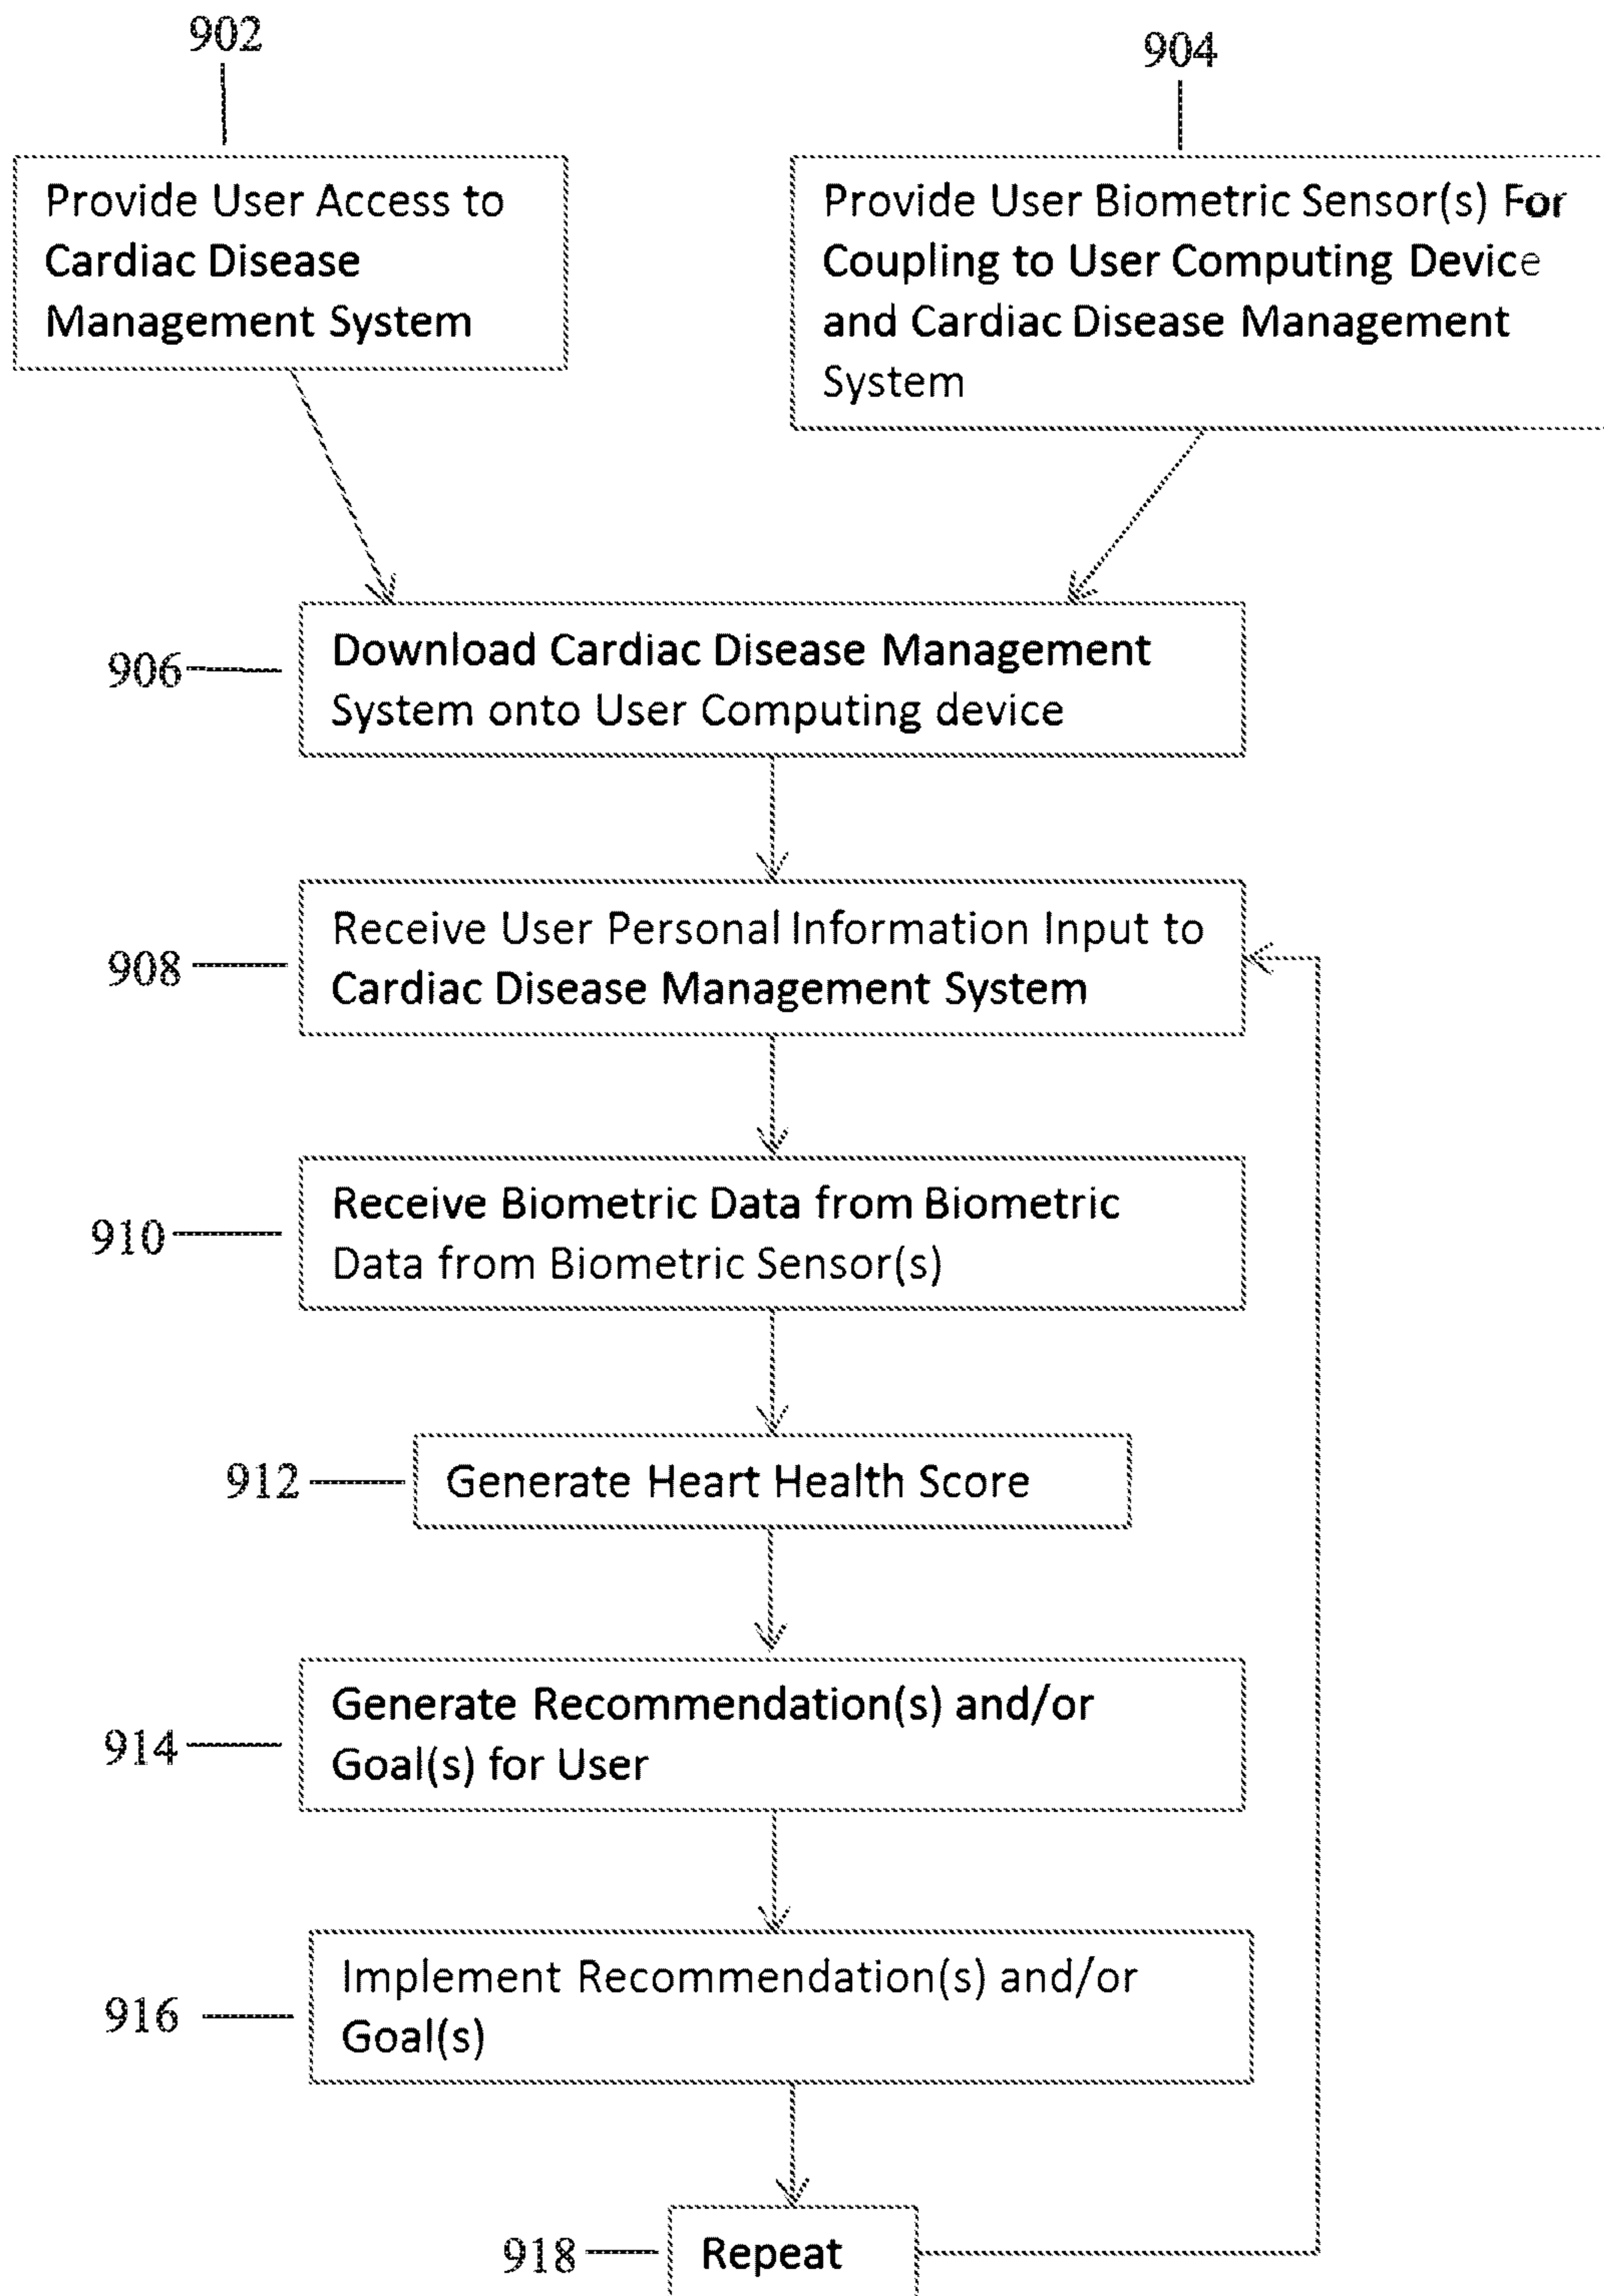 902
904
Provide User Access to
Cardiac Disease
Management System
Provide User Biometric Sensor(s) For
Coupling to User Computing Device
and Cardiac Disease Management
System
906
Download Cardiac Disease Management
System onto User Computing device
908
Receive User Personal Information Input to
Cardiac Disease Management System
910
Receive Biometric Data from Biometric
Data from Biometric Sensor(s)
912
Generate Heart Health Score
914
Generate Recommendation(s) and/or
Goal(s) for User
916
Implement Recommendation(s) and/or
Goal(s)
918
Repeat